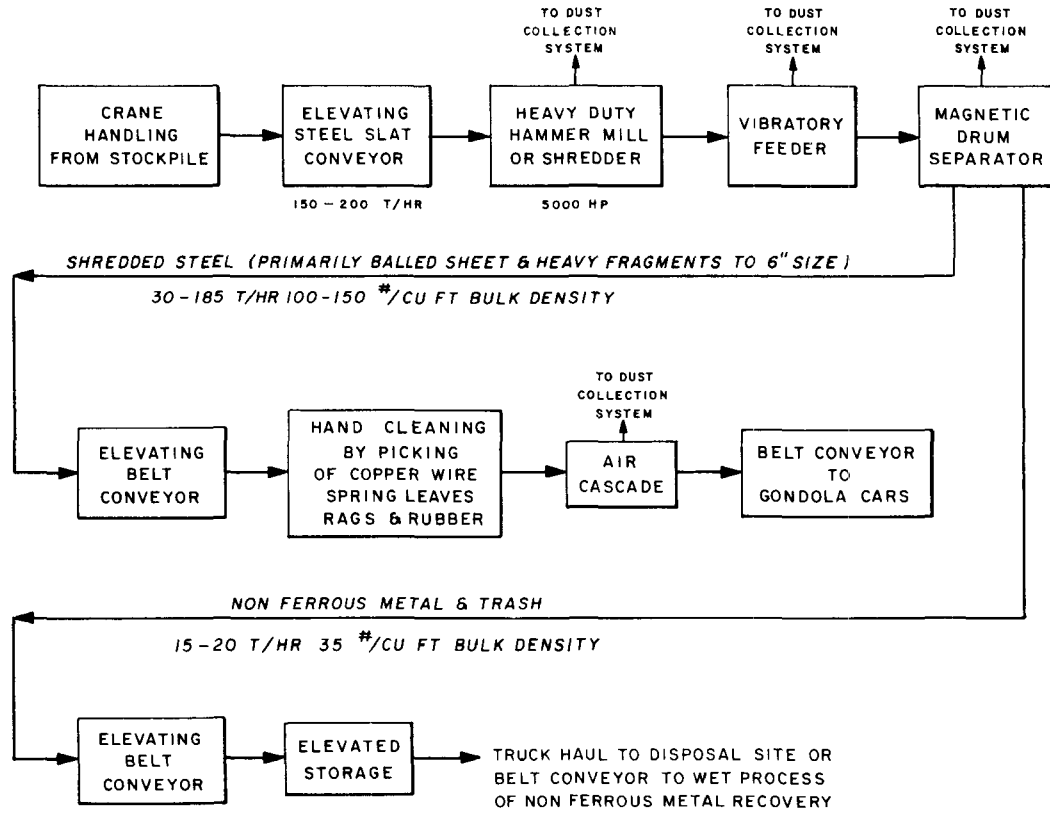 TO DUST
COLLECTION
SYSTEM
TO DUST
COLLECTION
SYSTEM
TO DUST
COLLECTION
SYSTEM
CRANE
HANDLING
FROM STOCKPILE
ELEVATING
STEEL SLAT
CONVEYOR
HEAVY DUTY
HAMMER MILL
OR SHREDDER
VIBRATORY
FEEDER
MAGNETIC
DRUM
SEPARATOR
150-200 T/HR
5000 HP
SHREDDED STEEL (PRIMARILY BALLED SHEET & HEAVY FRAGMENTS TO 6" SIZE)
30-185 T/HR 100-150 #/CU FT BULK DENSITY
TO DUST
COLLECTION
SYSTEM
ELEVATING
BELT
CONVEYOR
HAND CLEANING
BY PICKING
OF COPPER WIRE
SPRING LEAVES
RAGS & RUBBER
AIR
CASCADE
BELT CONVEYOR
TO
GONDOLA CARS
NON FERROUS METAL & TRASH
15-20 T/HR 35 #/CU FT BULK DENSITY
ELEVATING
BELT
CONVEYOR
ELEVATED
STORAGE
TRUCK HAUL TO DISPOSAL SITE OR
BELT CONVEYOR TO WET PROCESS
OF NON FERROUS METAL RECOVERY